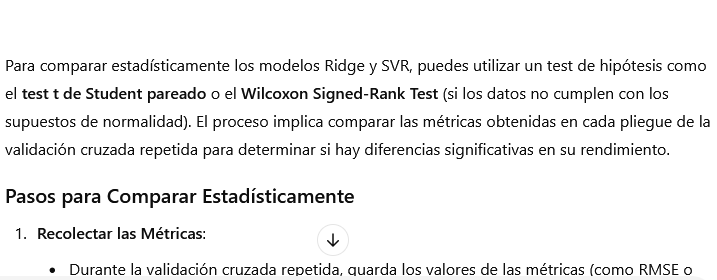 Para comparar estadísticamente los modelos Ridge y SVR, puedes utilizar un test de hipótesis como
el test t de Student pareado o el Wilcoxon Signed-Rank Test (si los datos no cumplen con los
supuestos de normalidad). El proceso implica comparar las métricas obtenidas en cada pliegue de la
validación cruzada repetida para determinar si hay diferencias significativas en su rendimiento.
Pasos para Comparar Estadísticamente
1. Recolectar las Métricas:
• Durante la validación cruzada repetida, guarda los valores de las métricas (como RMSE o